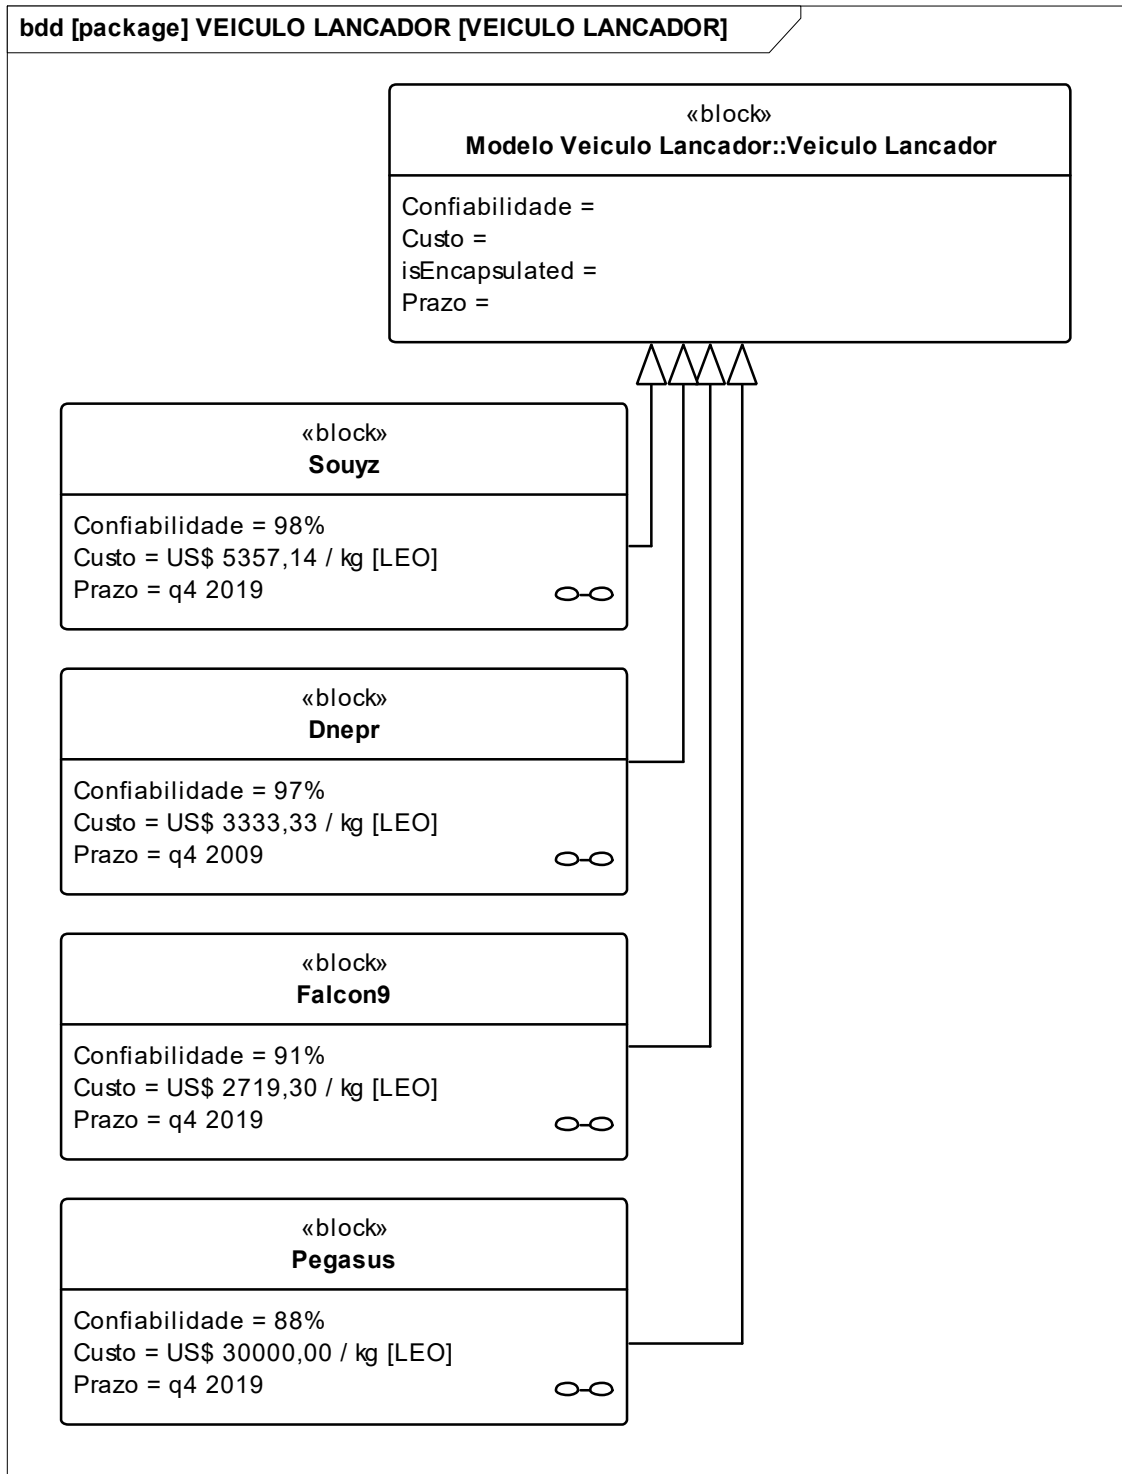 bdd [package] VEICULO LANCADOR [VEICULO LANCADOR]
«block»
Modelo Veiculo Lancador::Veiculo Lancador
Confiabilidade =
Custo =
isEncapsulated =
Prazo =
«block»
Souyz
Confiabilidade = 98%
Custo = US$ 5357,14 / kg [LEO]
Prazo = q4 2019
«block»
Dnepr
Confiabilidade = 97%
Custo = US$ 3333,33 / kg [LEO]
Prazo = q4 2009
«block»
Falcon9
Confiabilidade = 91%
Custo = US$ 2719,30 / kg [LEO]
Prazo = q4 2019
«block»
Pegasus
Confiabilidade = 88%
Custo = US$ 30000,00 / kg [LEO]
Prazo = q4 2019